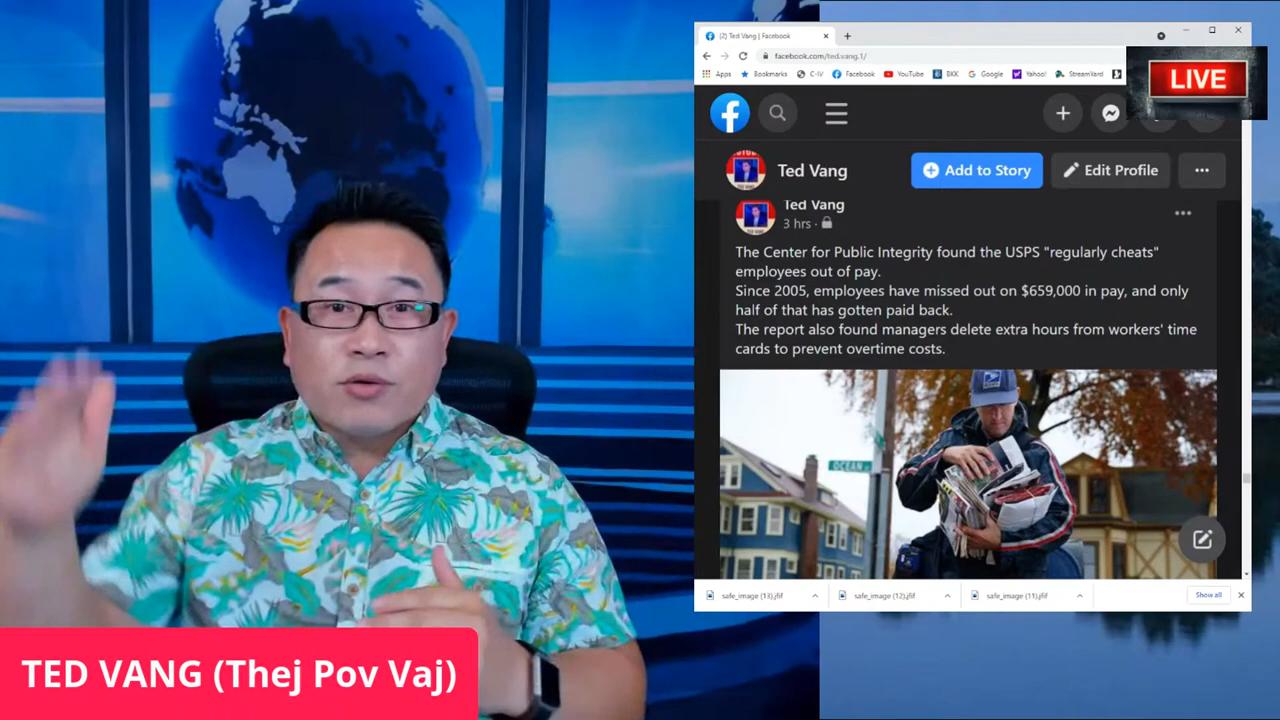 (2) Ted Vang | Facebook
facebook.com/ted.vang.1/
Apps
Bookmarks
C-IV
Facebook
YouTube
BKK
Google
Yahoo!
StreamYard
LIVE
Ted Vang
Add to Story
Edit Profile
Ted Vang
3 hrs ·
The Center for Public Integrity found the USPS "regularly cheats"
employees out of pay.
Since 2005, employees have missed out on $659,000 in pay, and only
half of that has gotten paid back.
The report also found managers delete extra hours from workers' time
cards to prevent overtime costs.
OCEAN
safe_image (13).jfif
safe_image (12).jfif
safe_image (11).jfif
Show all
TED VANG (Thej Pov Vaj)